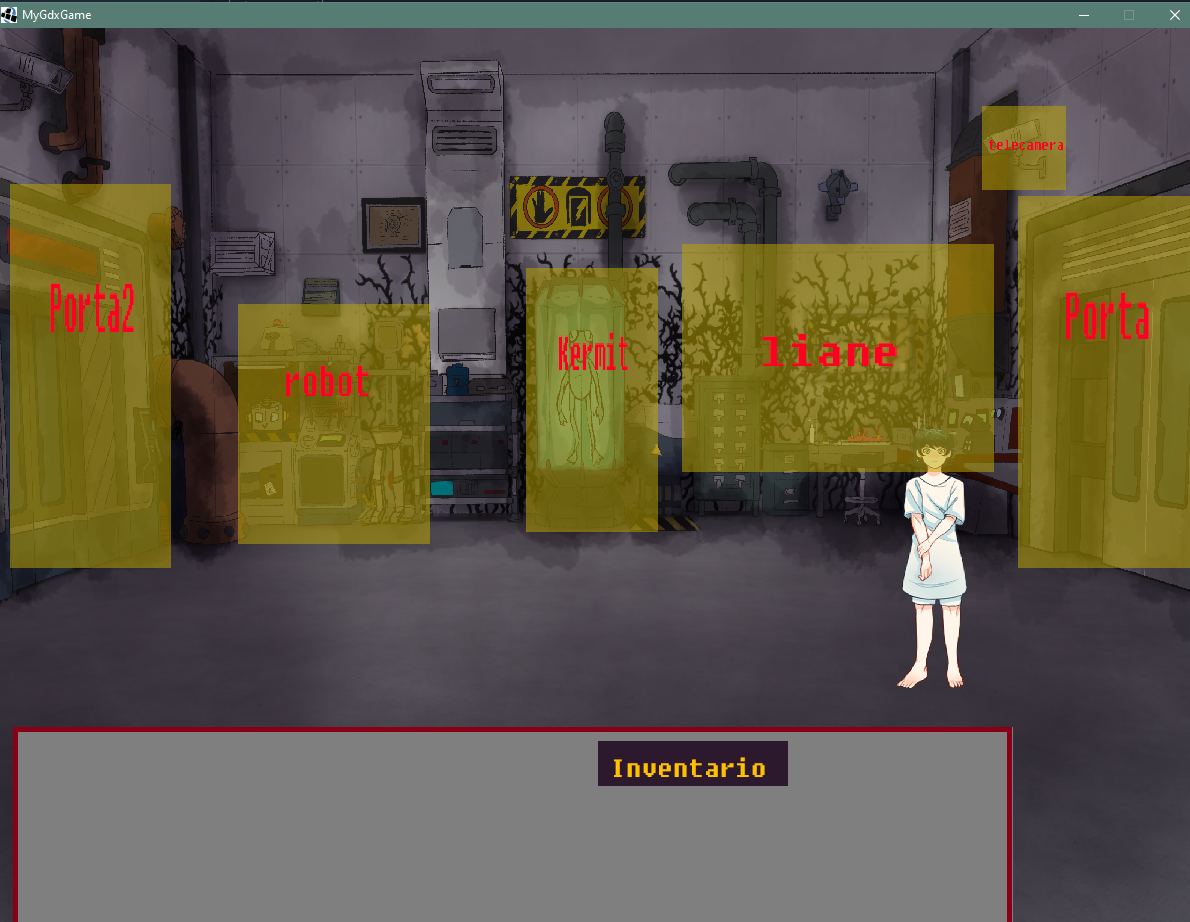 MyGdxGame
telecamera
Porta2
Porta
Kermit
liane
robot
Inventario